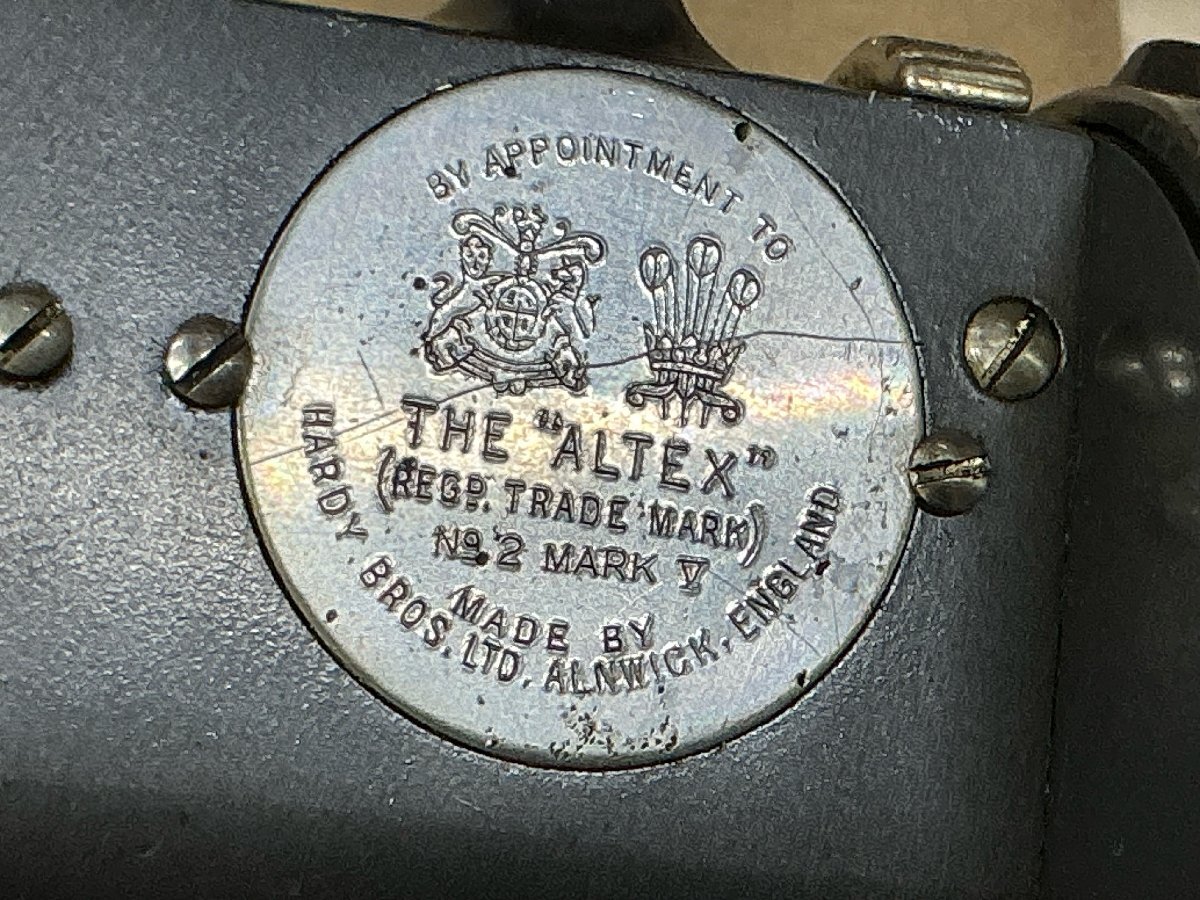 BY APPOINTMENT TO
THE "ALTEX"
(REGD. TRADE MARK)
No 2 MARK V
MADE BY
HARDY BROS. LTD. ALNWICK. ENGLAND